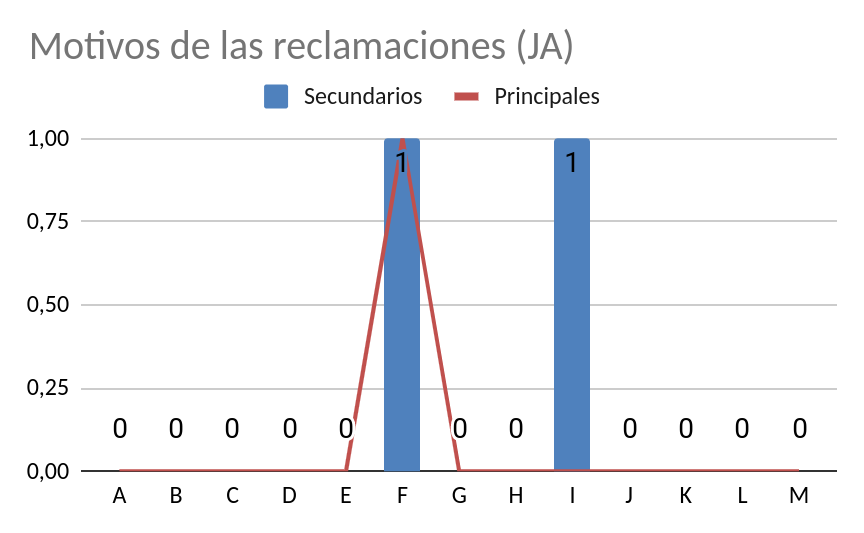 Motivos de las reclamaciones (JA)
Secundarios Principales
1,00
1 1
0,75
0,50
0,25
0 0 0 0 0 0 0 0 0 0 0
0,00
A B C D E F G H I J K L M